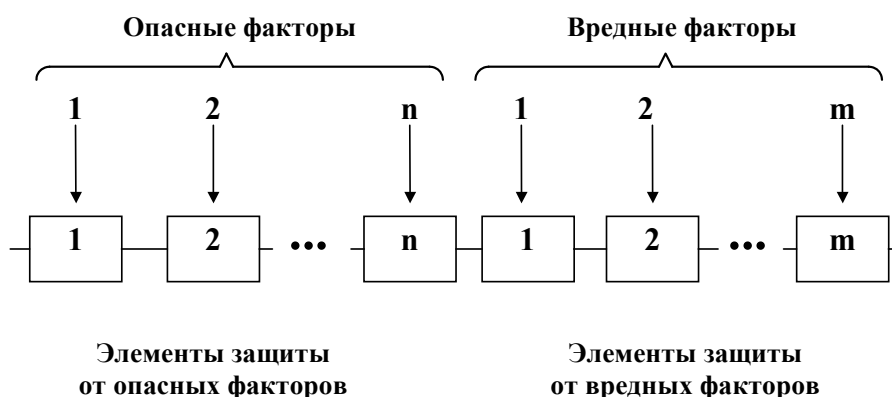 Опасные факторы Вредные факторы
1 2 n 1 2 m
1 2 ... n 1 2 ... m
Элементы защиты Элементы защиты
от опасных факторов от вредных факторов